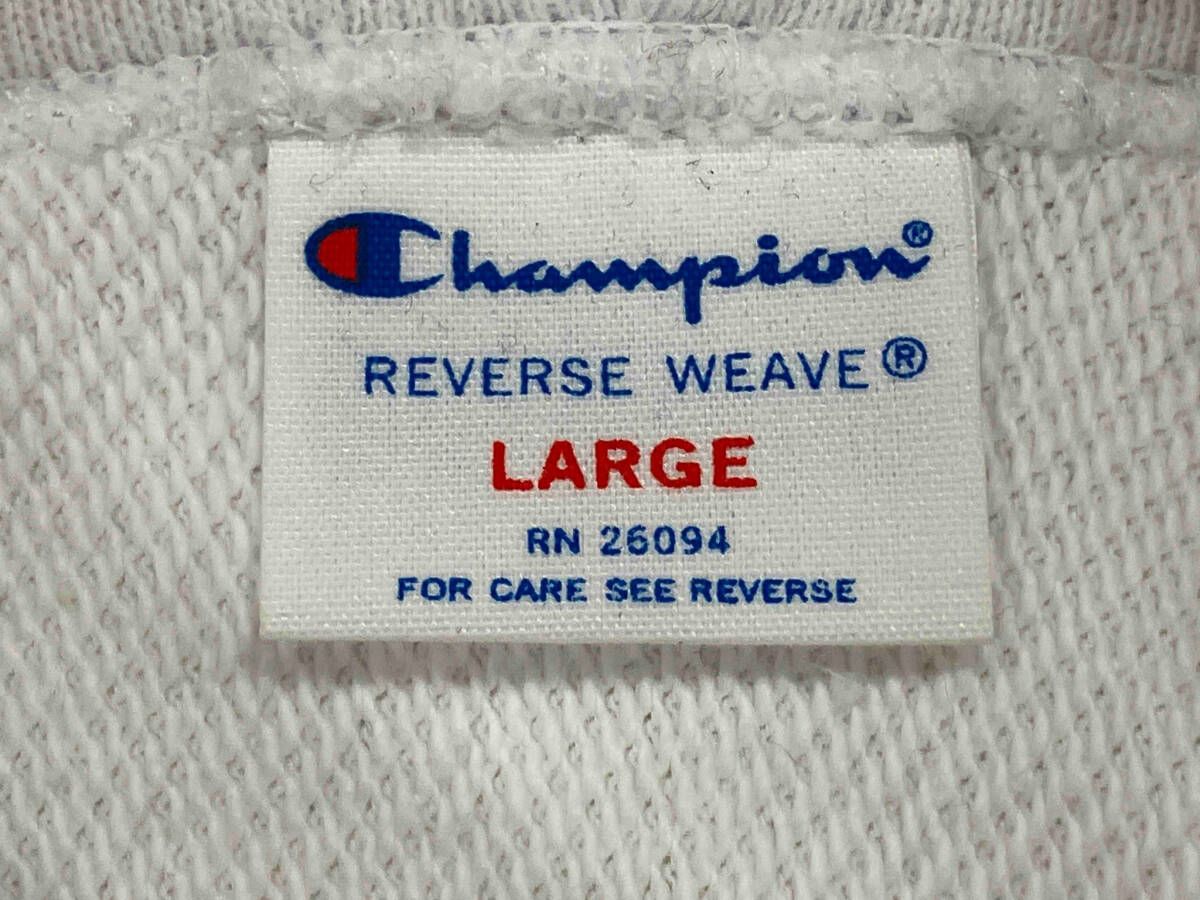 Champion®
REVERSE WEAVE®
LARGE
RN 26094
FOR CARE SEE REVERSE